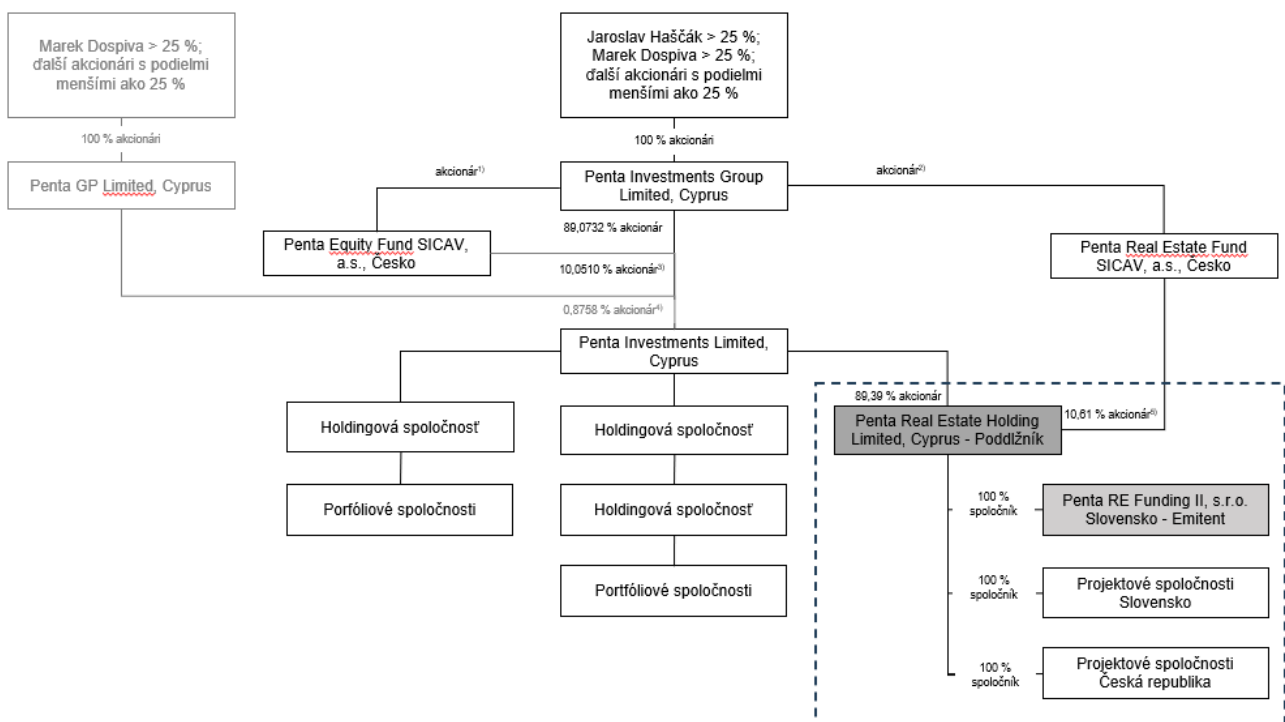 Marek Dospiva > 25 %;
ďalší akcionári s podielmi
menšími ako 25 %
Jaroslav Haščák > 25 %;
Marek Dospiva > 25 %;
ďalší akcionári s podielmi
menšími ako 25 %
100 % akcionári
100 % akcionári
Penta GP Limited, Cyprus
akcionár¹⁾
Penta Investments Group
Limited, Cyprus
akcionár²⁾
89,0732 % akcionár
Penta Equity Fund SICAV,
a.s., Česko
Penta Real Estate Fund
SICAV, a.s., Česko
10,0510 % akcionár³⁾
0,8758 % akcionár⁴⁾
Penta Investments Limited,
Cyprus
89,39 % akcionár
10,61 % akcionár⁵⁾
Holdingová spoločnosť
Holdingová spoločnosť
Penta Real Estate Holding
Limited, Cyprus - Poddlžník
Porfóliové spoločnosti
Holdingová spoločnosť
100 %
spoločník
Penta RE Funding II, s.r.o.
Slovensko - Emitent
Portfóliové spoločnosti
100 %
spoločník
Projektové spoločnosti
Slovensko
100 %
spoločník
Projektové spoločnosti
Česká republika